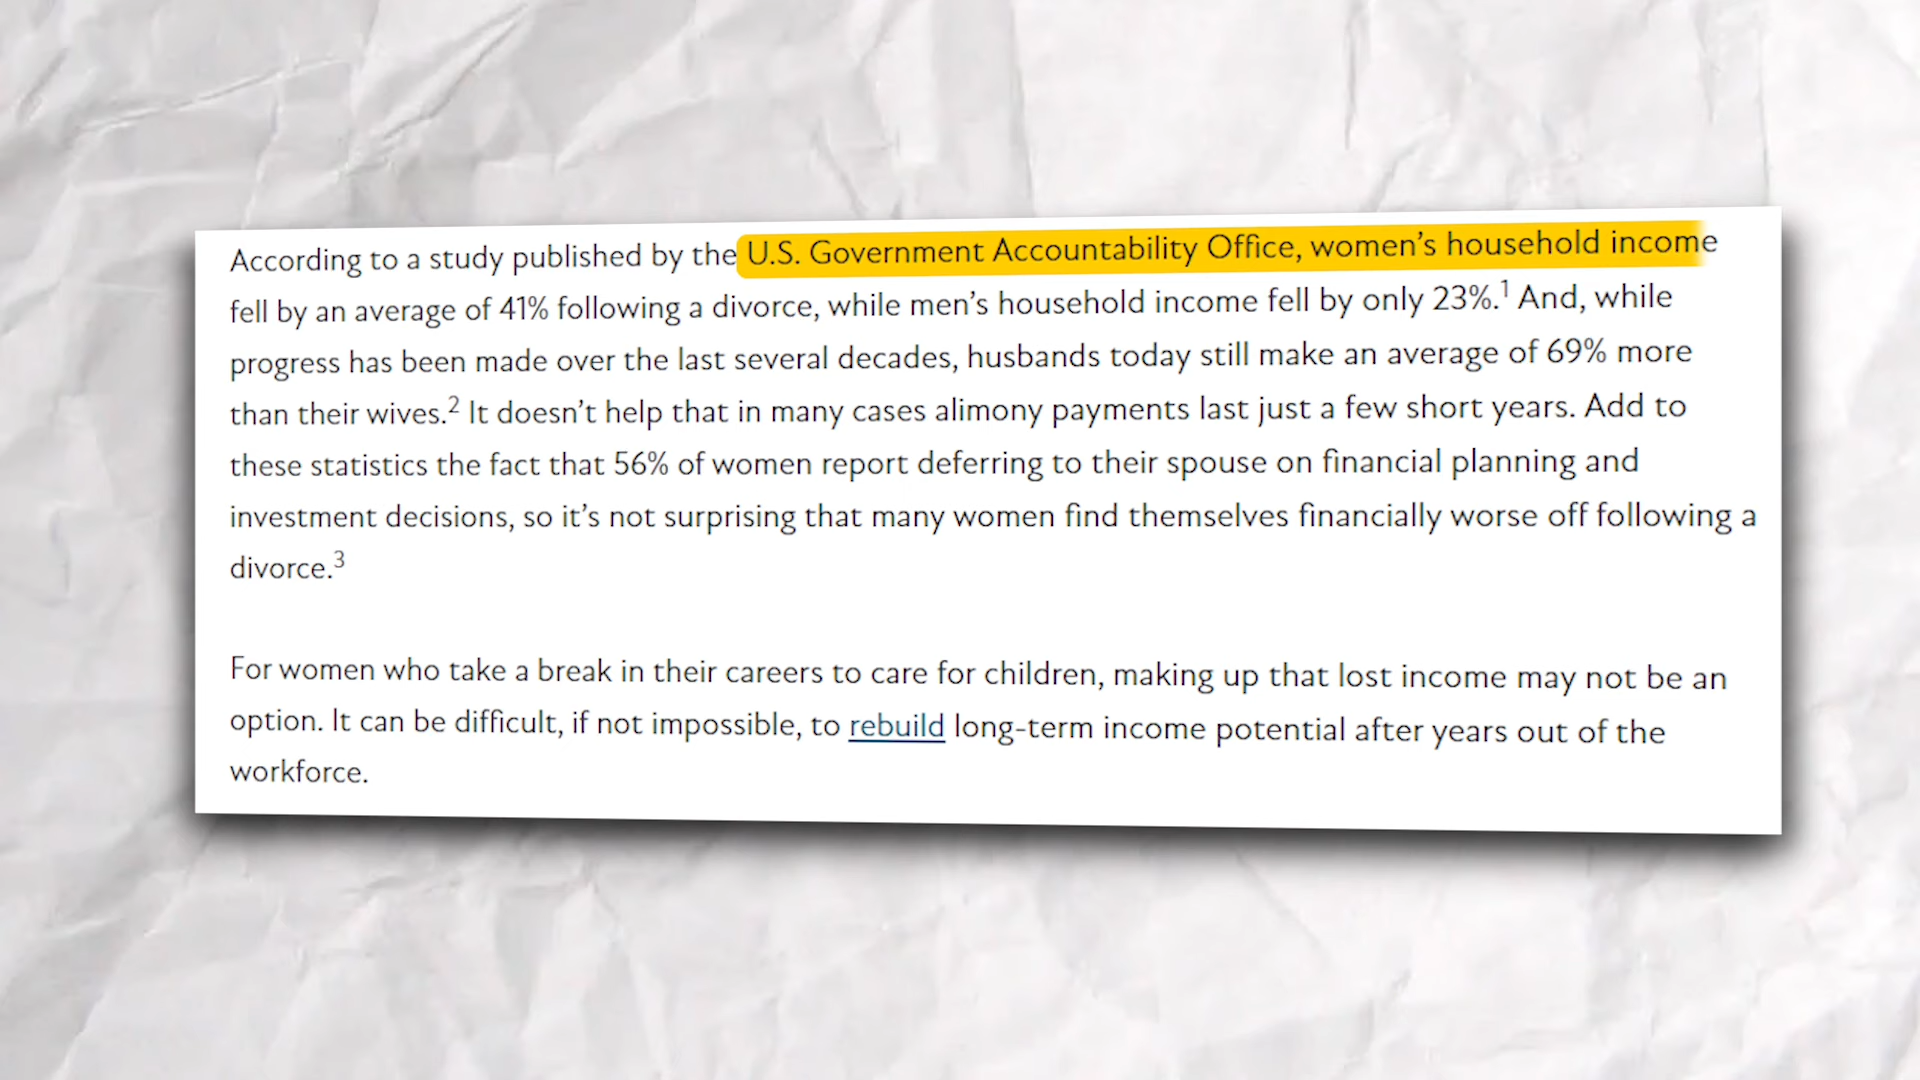 According to a study published by the U.S. Government Accountability Office, women’s household income
fell by an average of 41% following a divorce, while men’s household income fell by only 23%.¹ And, while
progress has been made over the last several decades, husbands today still make an average of 69% more
than their wives.² It doesn’t help that in many cases alimony payments last just a few short years. Add to
these statistics the fact that 56% of women report deferring to their spouse on financial planning and
investment decisions, so it’s not surprising that many women find themselves financially worse off following a
divorce.³
For women who take a break in their careers to care for children, making up that lost income may not be an
option. It can be difficult, if not impossible, to rebuild long-term income potential after years out of the
workforce.